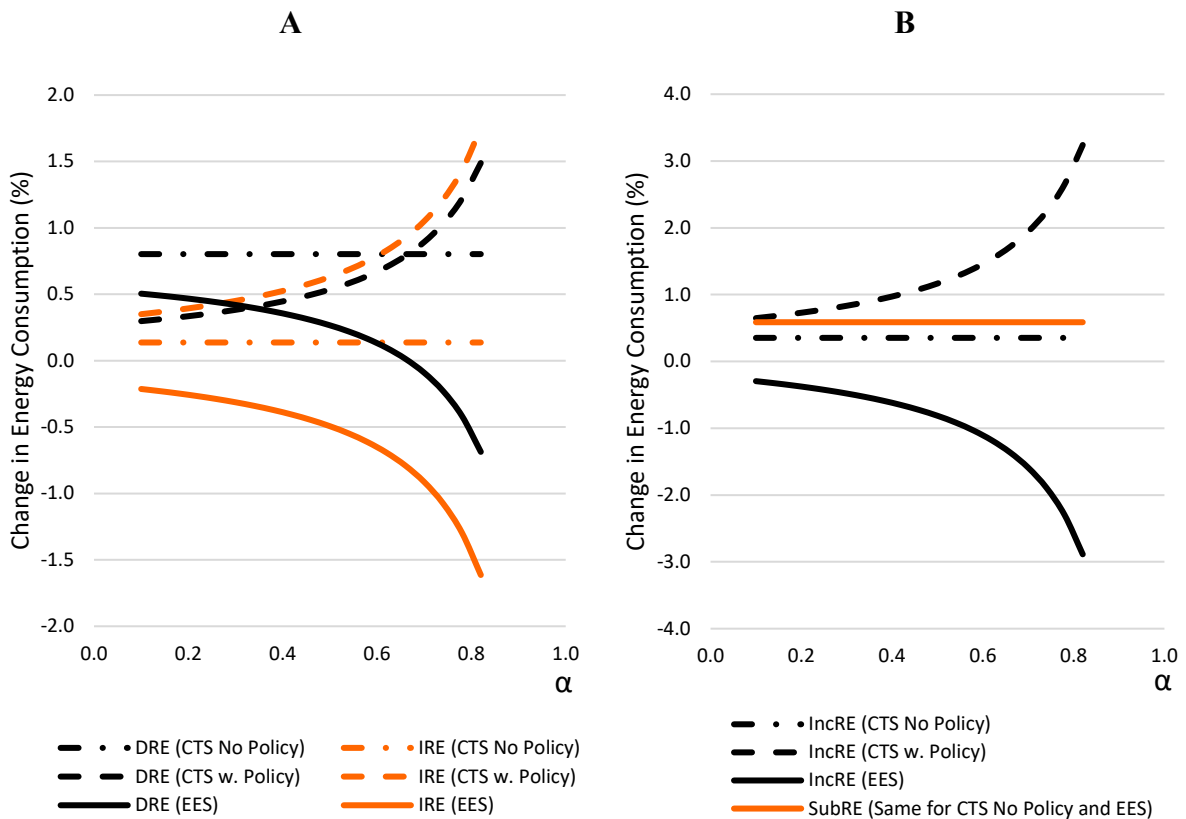 A
Change in Energy Consumption (%)
2.0
1.5
1.0
0.5
0.0
-0.5
-1.0
-1.5
-2.0
0.0 0.2 0.4 0.6 0.8 1.0
α
DRE (CTS No Policy) IRE (CTS No Policy)
DRE (CTS w. Policy) IRE (CTS w. Policy)
DRE (EES) IRE (EES)
B
Change in Energy Consumption (%)
4.0
3.0
2.0
1.0
0.0
-1.0
-2.0
-3.0
-4.0
0.0 0.2 0.4 0.6 0.8 1.0
α
IncRE (CTS No Policy)
IncRE (CTS w. Policy)
IncRE (EES)
SubRE (Same for CTS No Policy and EES)